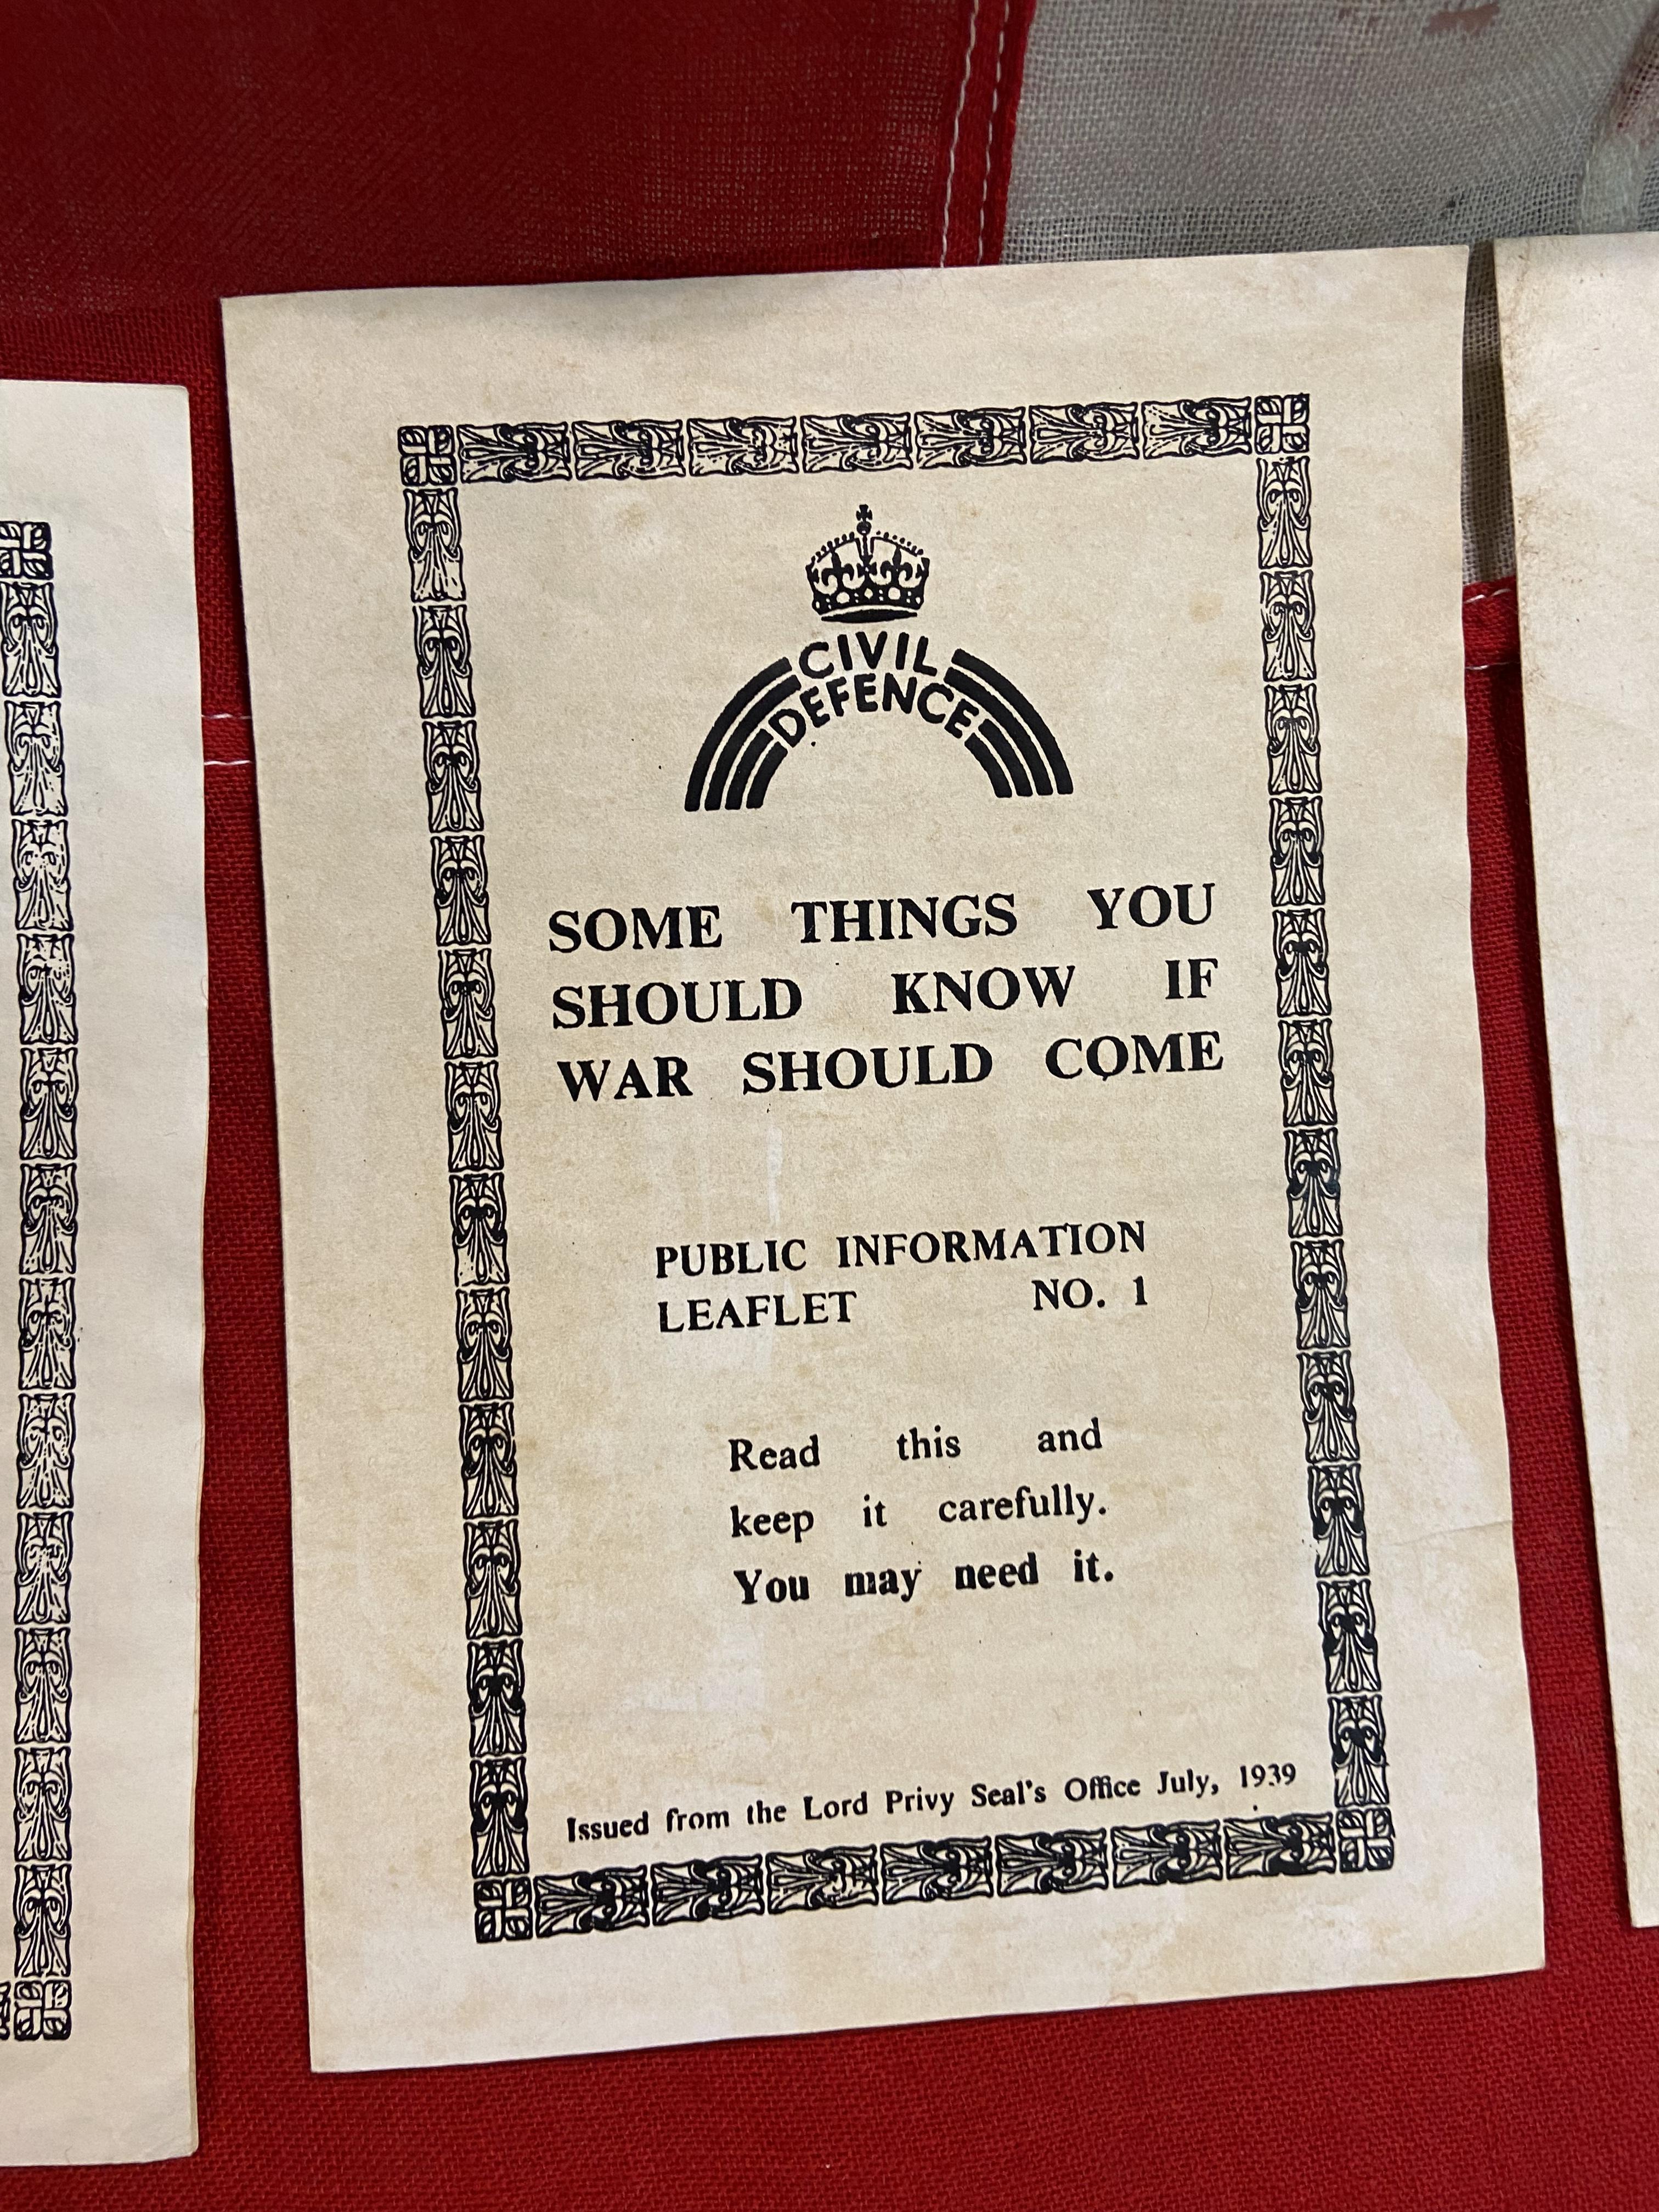 CIVIL
DEFENCE
SOME THINGS YOU
SHOULD KNOW IF
WAR SHOULD COME
PUBLIC INFORMATION
LEAFLET NO. 1
Read this and
keep it carefully.
You may need it.
Issued from the Lord Privy Seal's Office July, 1939